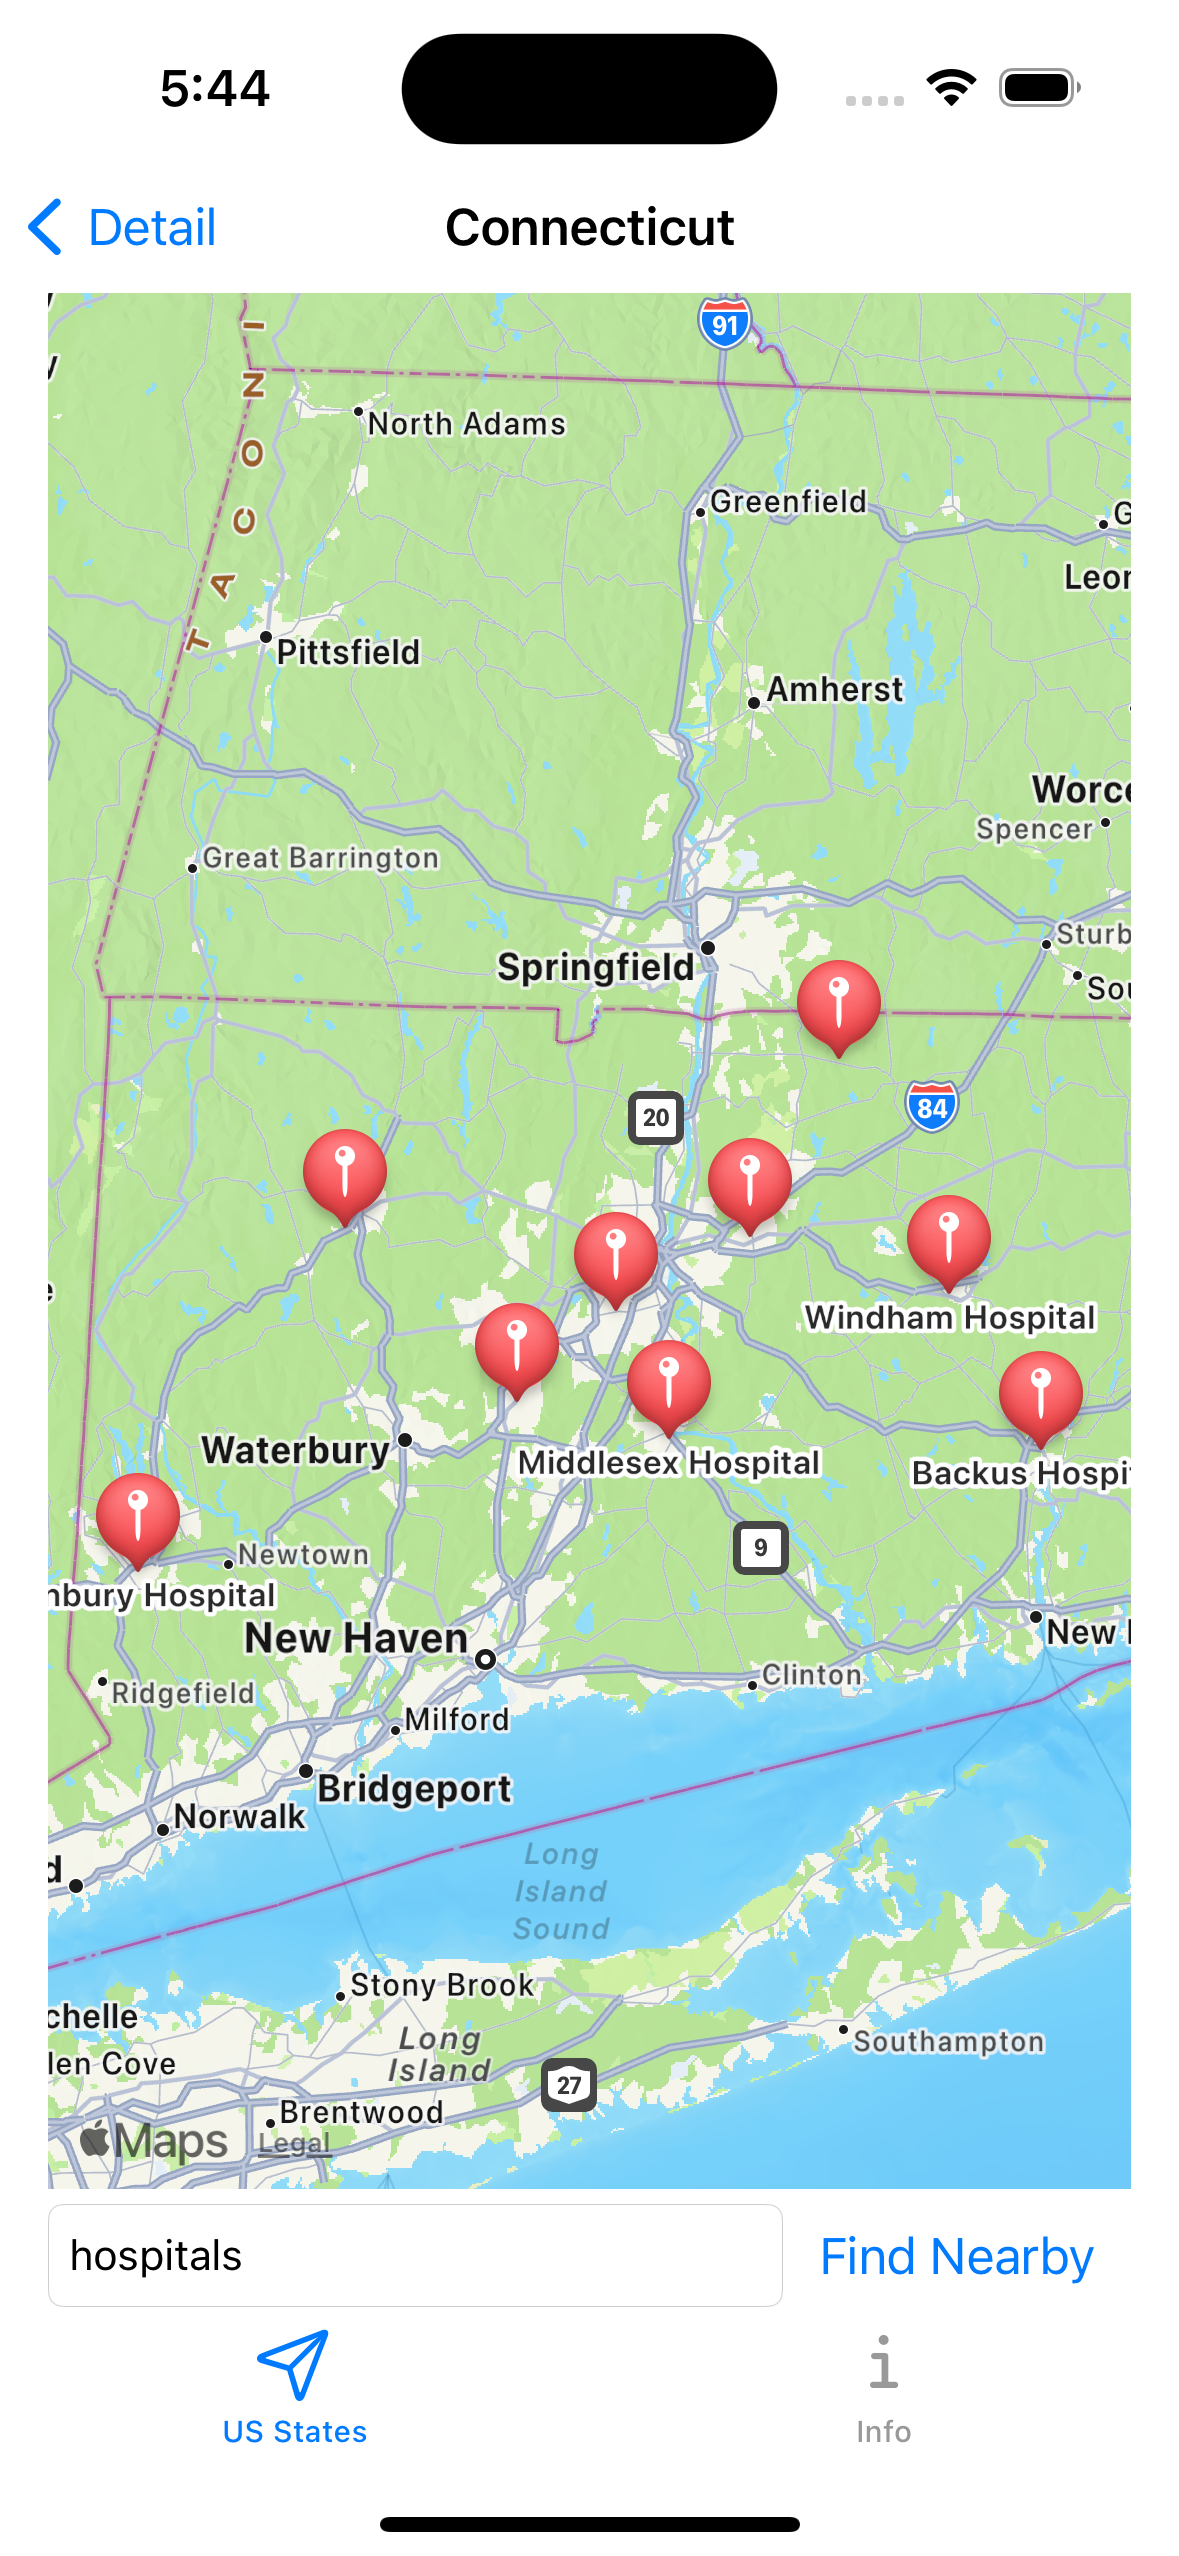 5:44
Detail
Connecticut
91
TACONI
North Adams
Greenfield
G
Leor
Pittsfield
Amherst
Worce
Spencer
Great Barrington
Sturb
Springfield
Sou
20
84
Windham Hospital
Waterbury
Middlesex Hospital
Backus Hospit
9
Newtown
nbury Hospital
New Haven
New
Ridgefield
Clinton
Milford
Bridgeport
Norwalk
d
Long
Island
Sound
Stony Brook
chelle
Long
Island
Southampton
len Cove
27
Brentwood
Maps
Legal
hospitals
Find Nearby
US States
Info